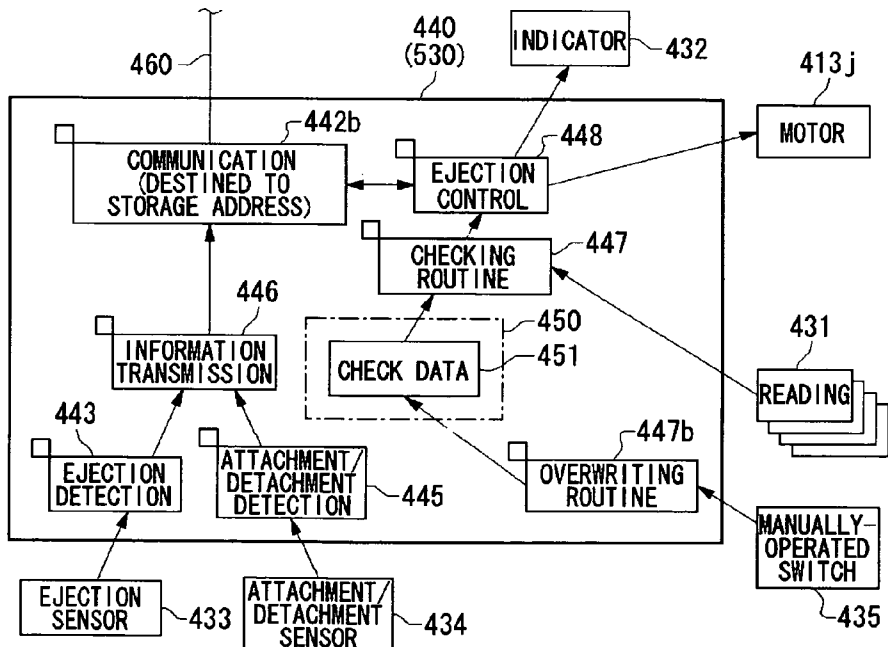 460
440
(530)
INDICATOR
432
413j
MOTOR
442b
COMMUNICATION
(DESTINED TO
STORAGE ADDRESS)
448
EJECTION
CONTROL
447
CHECKING
ROUTINE
446
INFORMATION
TRANSMISSION
450
451
CHECK DATA
431
READING
443
EJECTION
DETECTION
ATTACHMENT/
DETACHMENT
DETECTION
445
447b
OVERWRITING
ROUTINE
MANUALLY-
OPERATED
SWITCH
435
EJECTION
SENSOR
433
ATTACHMENT/
DETACHMENT
SENSOR
434